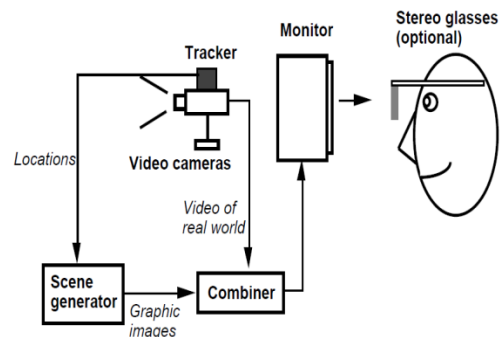 Stereo glasses
(optional)
Monitor
Tracker
Locations
Video cameras
Video of
real world
Scene
generator
Graphic
images
Combiner